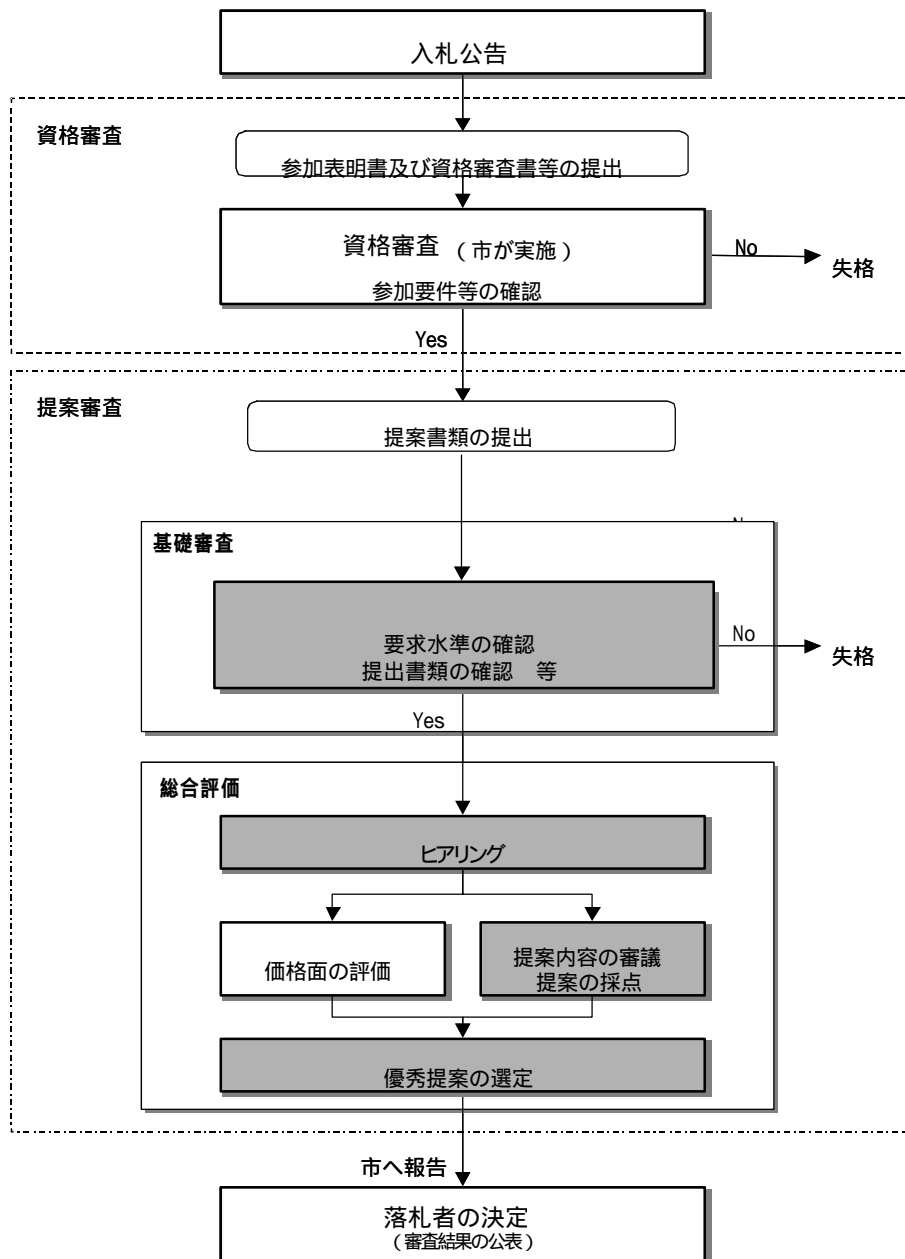 入札公告
資格審査
参加表明書及び資格審査書等の提出
資格審査 （市が実施）
参加要件等の確認
No
失格
Yes
提案審査
提案書類の提出
基礎審査
要求水準の確認
提出書類の確認　等
No
失格
Yes
総合評価
ヒアリング
価格面の評価
提案内容の審議
提案の採点
優秀提案の選定
市へ報告
落札者の決定
（審査結果の公表）